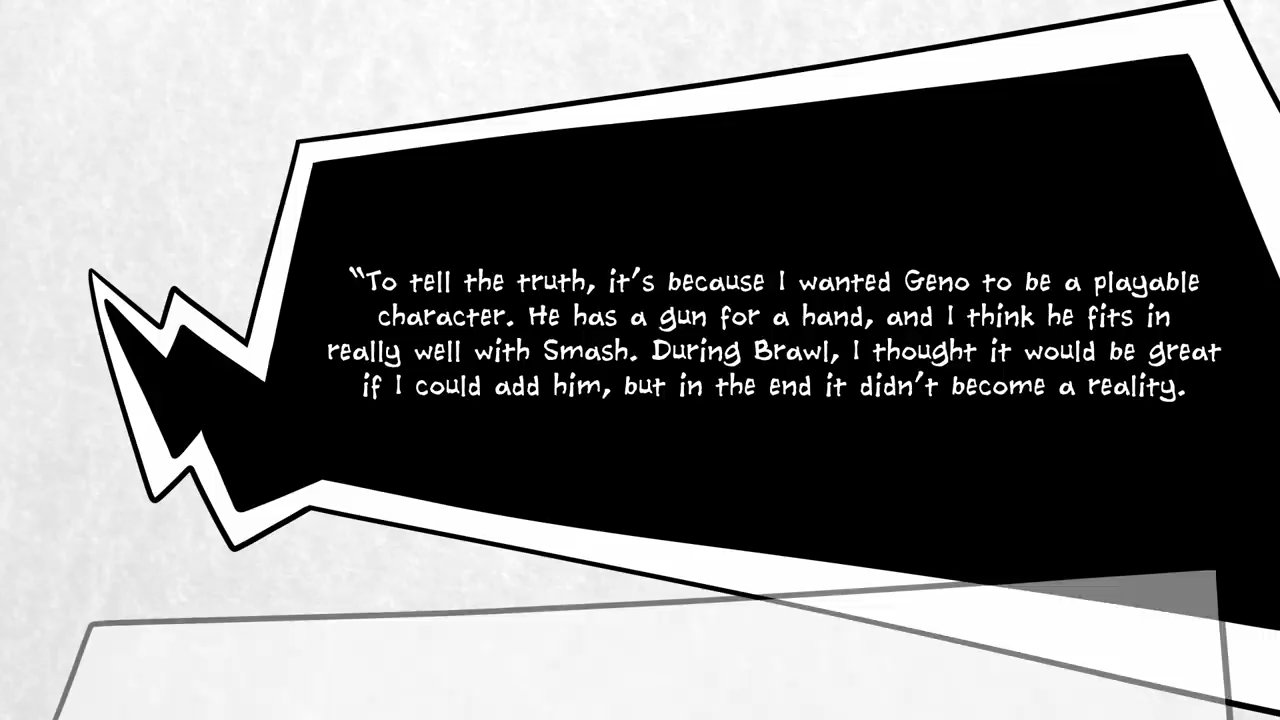 “To tell the truth, it's because I wanted Geno to be a playable
character. He has a gun for a hand, and I think he fits in
really well with Smash. During Brawl, I thought it would be great
if I could add him, but in the end it didn't become a reality.